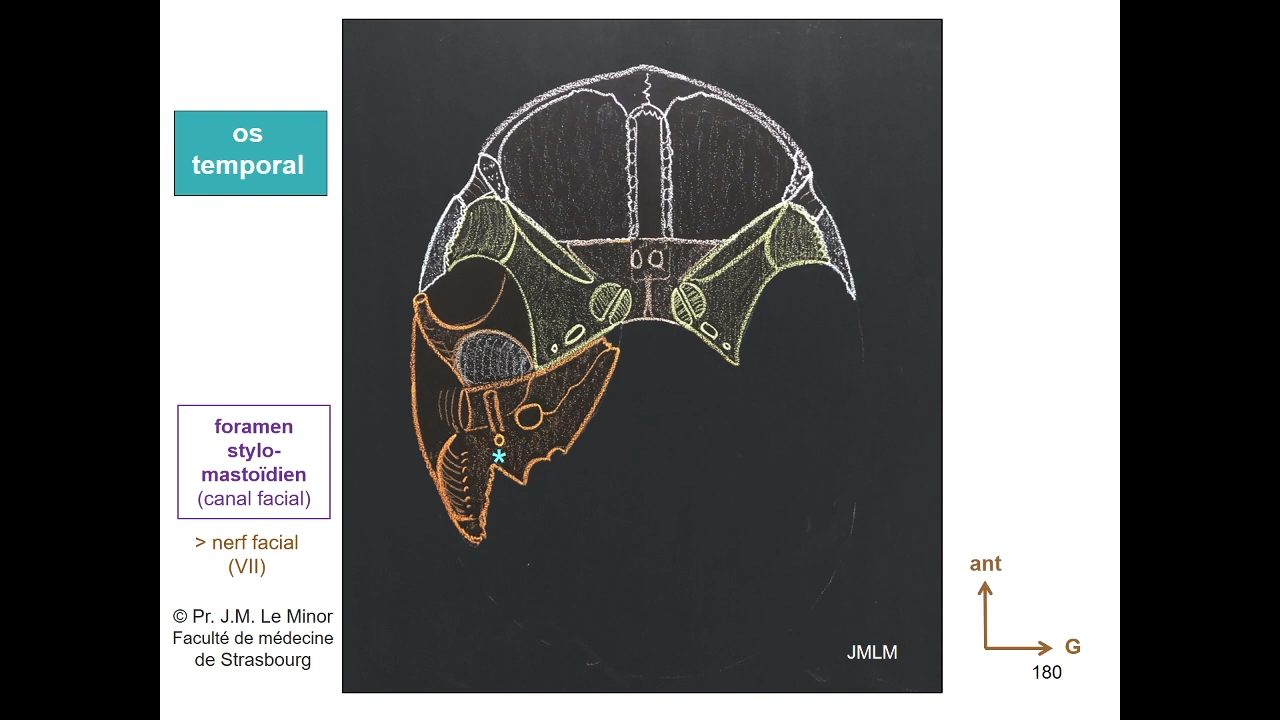 os
temporal
foramen
stylo-
mastoïdien
(canal facial)
> nerf facial
(VII)
© Pr. J.M. Le Minor
Faculté de médecine
de Strasbourg
*
JMLM
ant
G
180